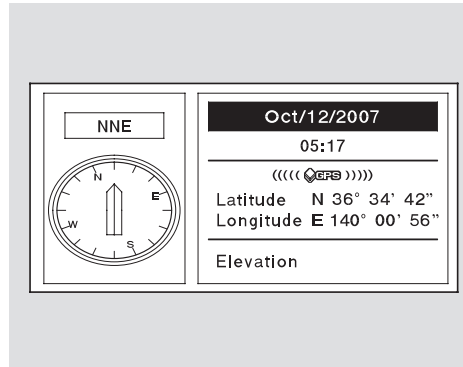 NNE
N
E
W
S
Oct/12/2007
05:17
((((( GPS )))))
Latitude N 36° 34' 42"
Longitude E 140° 00' 56"
Elevation